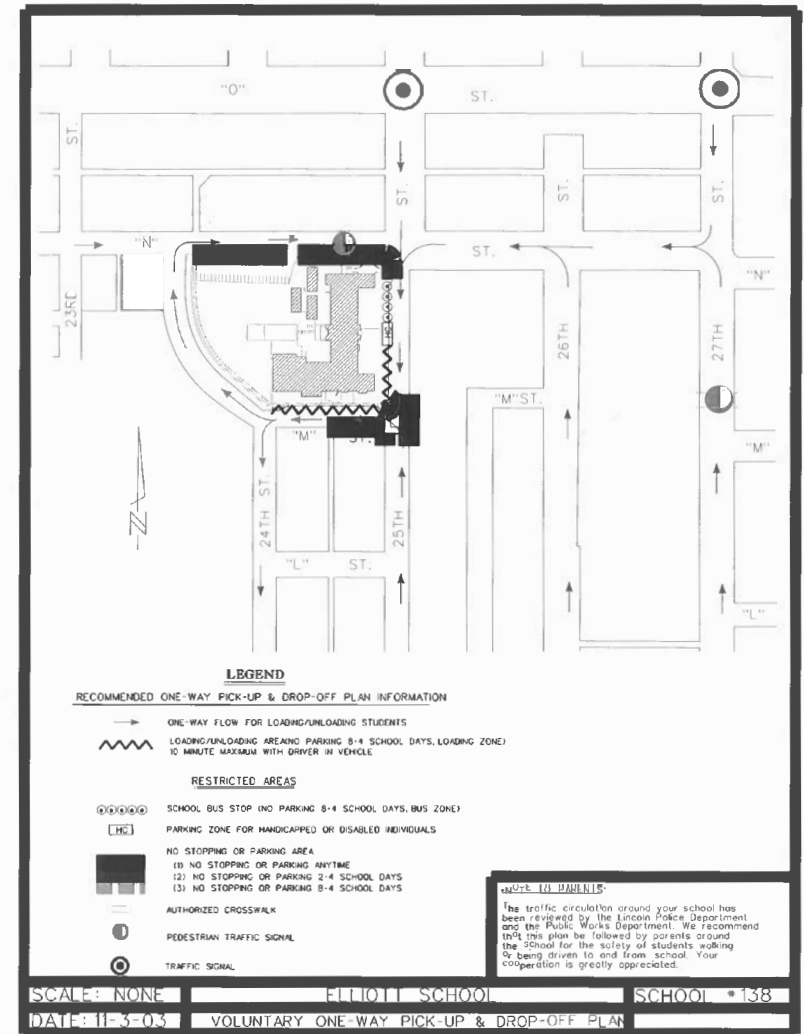 "O" ST.
ST.
ST.
ST.
ST.
"N" ST.
"N"
23RD
HC
26TH
27TH
"M" ST.
"M" ST.
"M"
24TH ST.
25TH
"L" ST.
"L"
N
LEGEND
RECOMMENDED ONE-WAY PICK-UP & DROP-OFF PLAN INFORMATION
ONE-WAY FLOW FOR LOADING/UNLOADING STUDENTS
LOADING/UNLOADING AREA(NO PARKING 8-4 SCHOOL DAYS, LOADING ZONE)
10 MINUTE MAXIMUM WITH DRIVER IN VEHICLE
RESTRICTED AREAS
SCHOOL BUS STOP (NO PARKING 8-4 SCHOOL DAYS, BUS ZONE)
HC PARKING ZONE FOR HANDICAPPED OR DISABLED INDIVIDUALS
NO STOPPING OR PARKING AREA
(1) NO STOPPING OR PARKING ANYTIME
(2) NO STOPPING OR PARKING 2-4 SCHOOL DAYS
(3) NO STOPPING OR PARKING 8-4 SCHOOL DAYS
AUTHORIZED CROSSWALK
PEDESTRIAN TRAFFIC SIGNAL
TRAFFIC SIGNAL
NOTE TO PARENTS:
The traffic circulation around your school has
been reviewed by the Lincoln Police Department
and the Public Works Department. We recommend
that this plan be followed by parents around
the school for the safety of students walking
or being driven to and from school. Your
cooperation is greatly appreciated.
SCALE: NONE ELLIOTT SCHOOL SCHOOL *138
DATE: 11-3-03 VOLUNTARY ONE-WAY PICK-UP & DROP-OFF PLAN